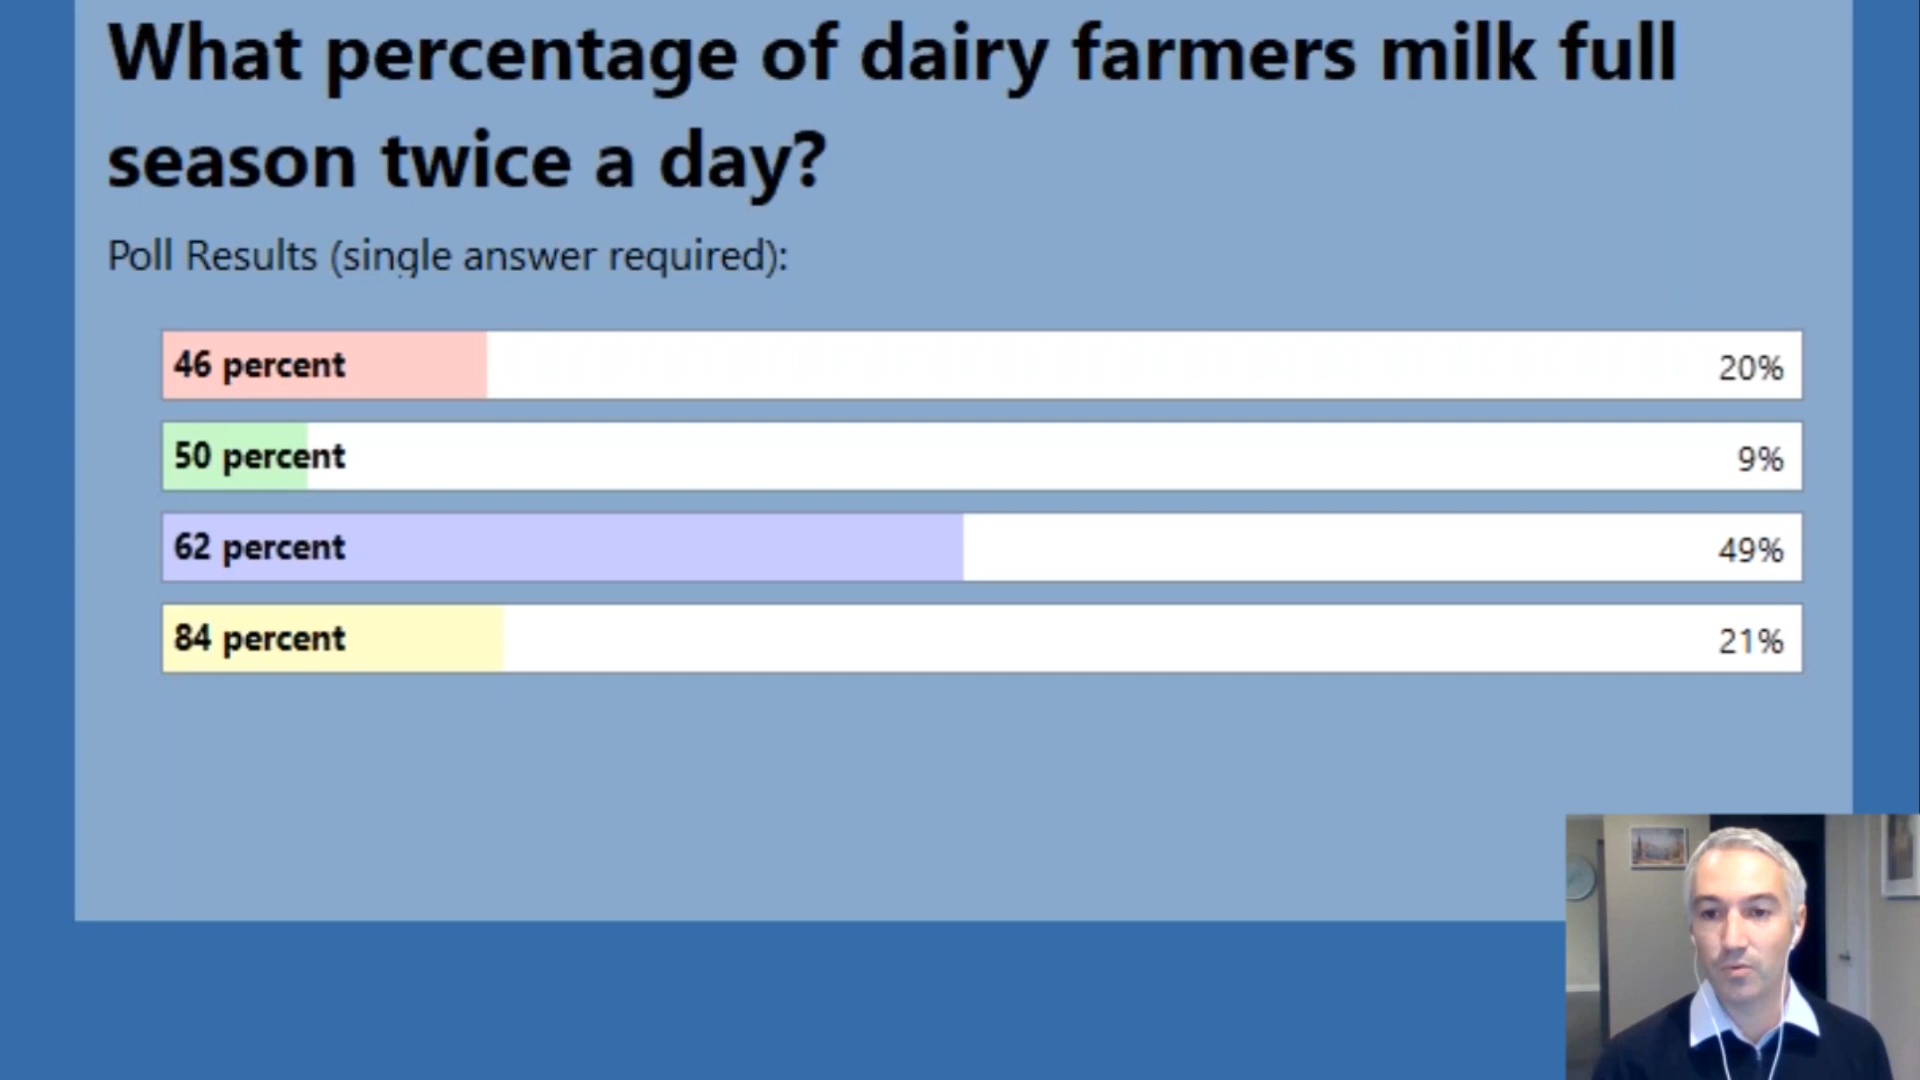 What percentage of dairy farmers milk full
season twice a day?
Poll Results (single answer required):
46 percent 20%
50 percent 9%
62 percent 49%
84 percent 21%